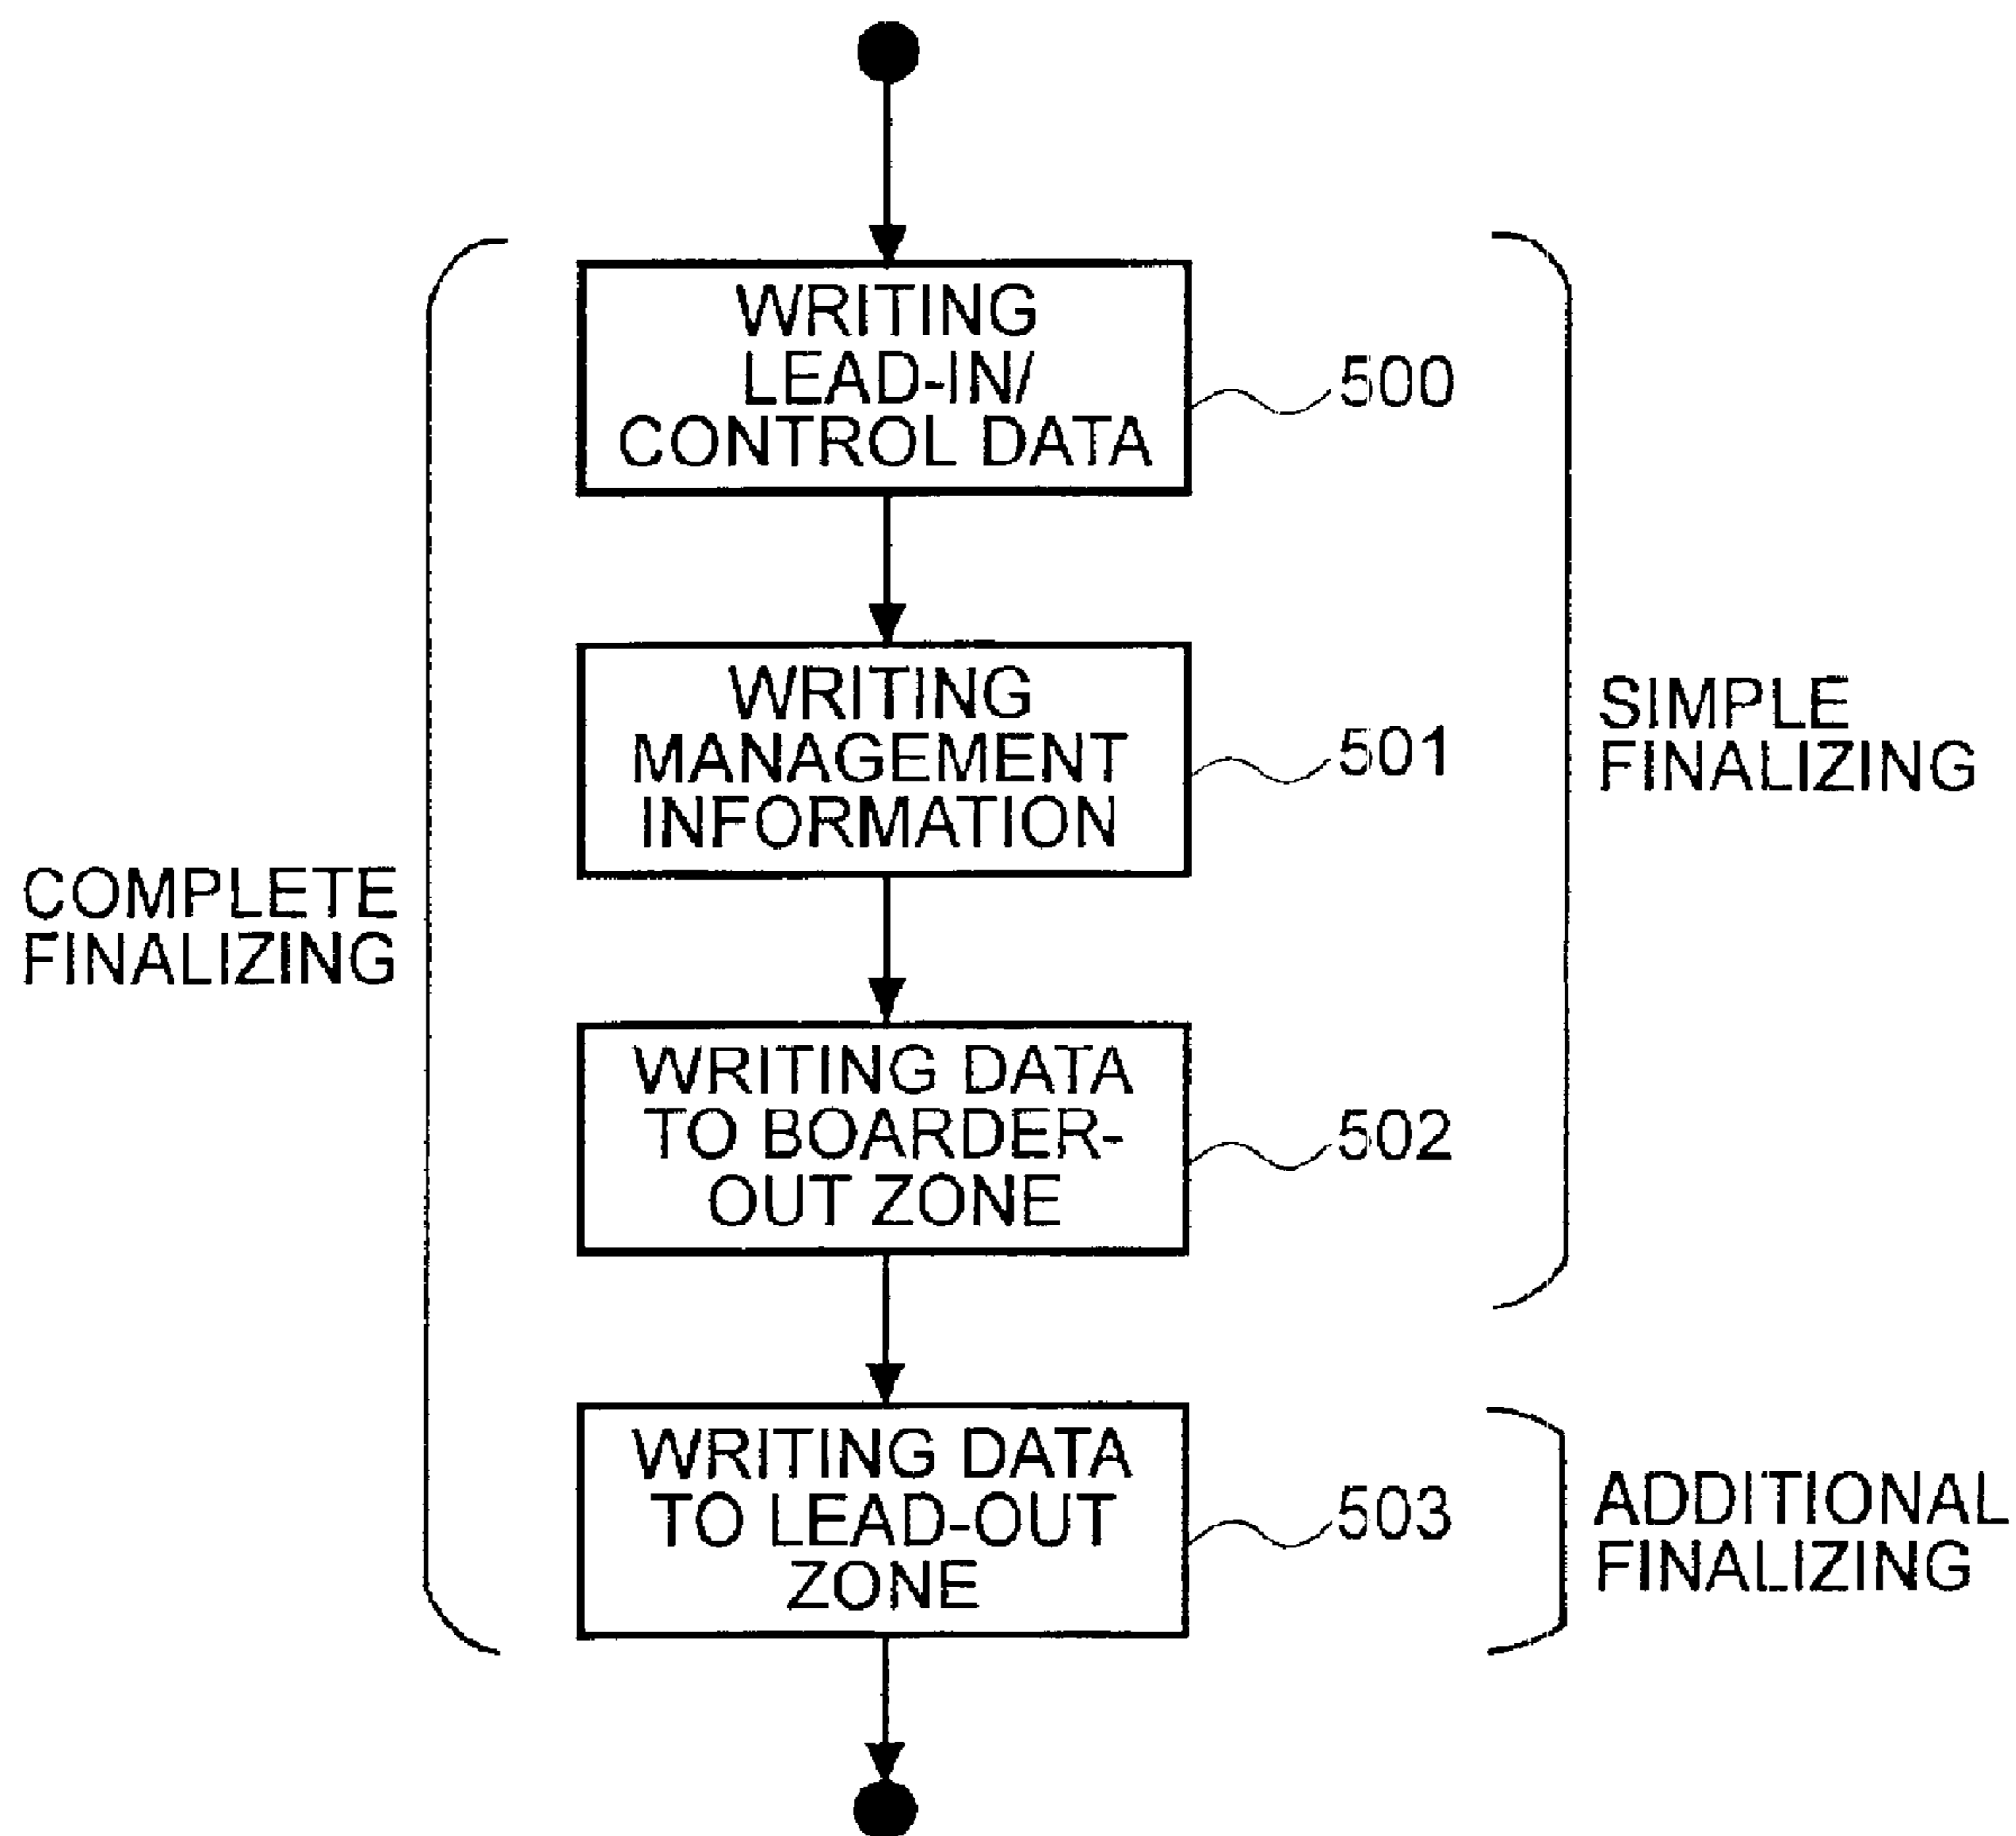 WRITING
LEAD-IN/
CONTROL DATA
500
WRITING
MANAGEMENT
INFORMATION
501
SIMPLE
FINALIZING
COMPLETE
FINALIZING
WRITING DATA
TO BOARDER-
OUT ZONE
502
WRITING DATA
TO LEAD-OUT
ZONE
503
ADDITIONAL
FINALIZING